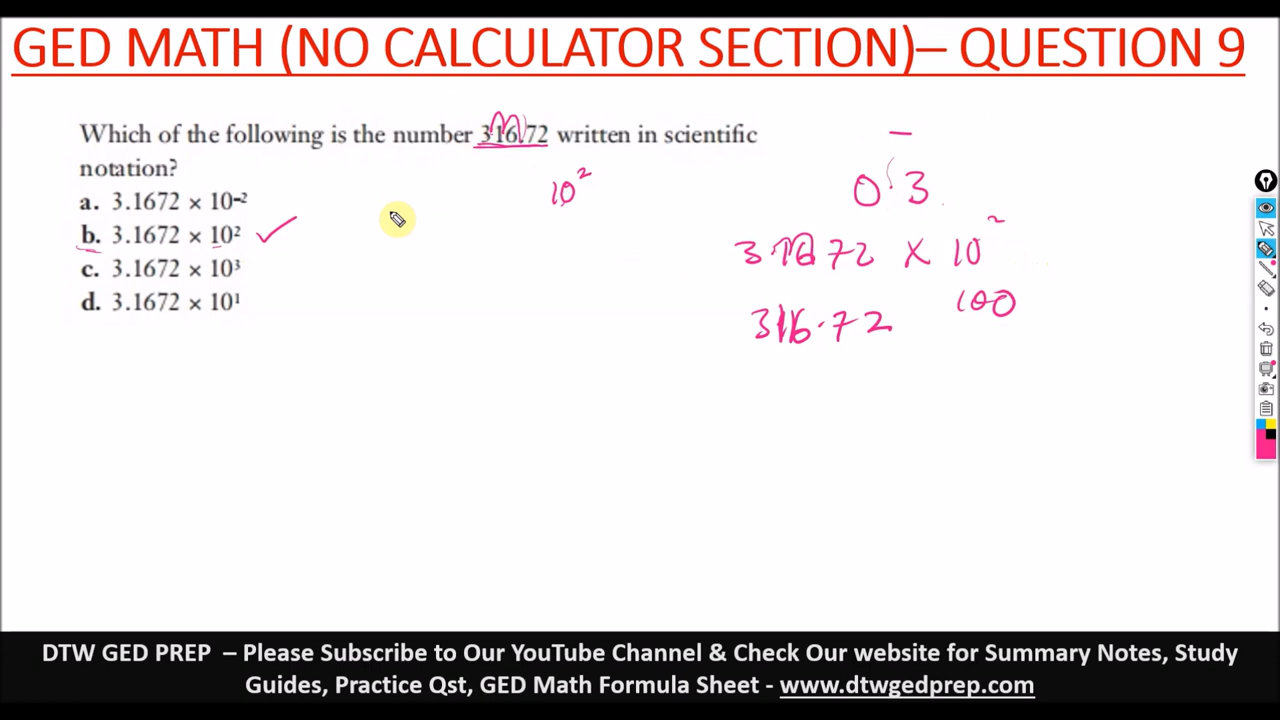 GED MATH (NO CALCULATOR SECTION)– QUESTION 9
Which of the following is the number 316.72 written in scientific
notation?
a. 3.1672 × 10⁻²
b. 3.1672 × 10²
c. 3.1672 × 10³
d. 3.1672 × 10¹
10²
0.3
3.1672 × 10²
100
316.72
DTW GED PREP – Please Subscribe to Our YouTube Channel & Check Our website for Summary Notes, Study
Guides, Practice Qst, GED Math Formula Sheet - www.dtwgedprep.com